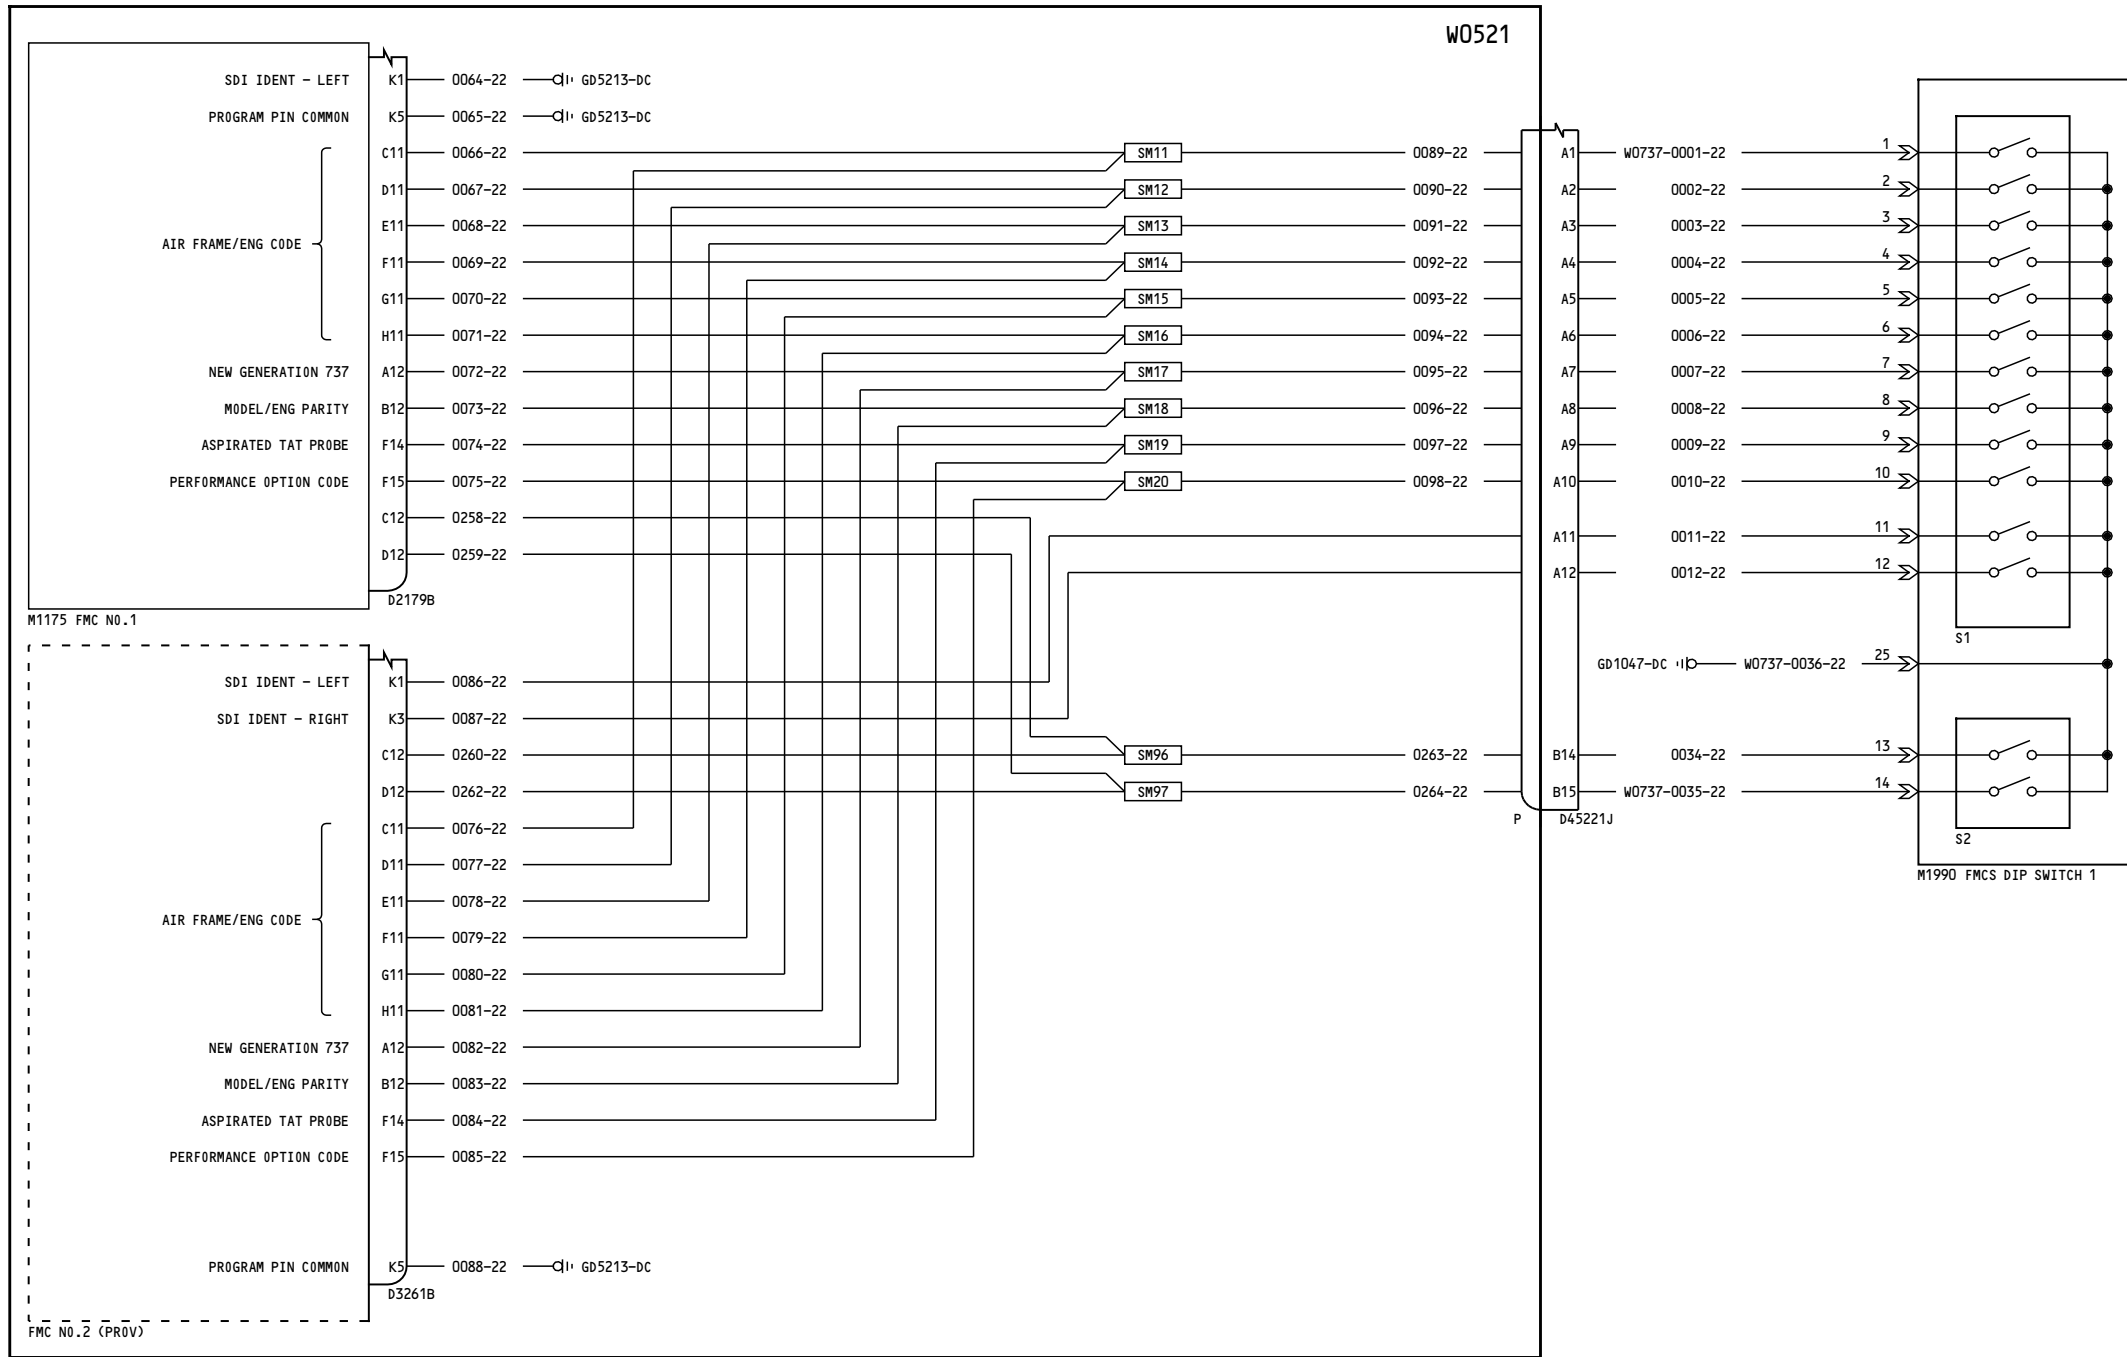 W0521
SDI IDENT - LEFT K1 0064-22 GD5213-DC
PROGRAM PIN COMMON K5 0065-22 GD5213-DC
C11 0066-22 SM11 0089-22 A1 W0737-0001-22 1
D11 0067-22 SM12 0090-22 A2 0002-22 2
E11 0068-22 SM13 0091-22 A3 0003-22 3
AIR FRAME/ENG CODE
F11 0069-22 SM14 0092-22 A4 0004-22 4
G11 0070-22 SM15 0093-22 A5 0005-22 5
H11 0071-22 SM16 0094-22 A6 0006-22 6
NEW GENERATION 737 A12 0072-22 SM17 0095-22 A7 0007-22 7
MODEL/ENG PARITY B12 0073-22 SM18 0096-22 A8 0008-22 8
ASPIRATED TAT PROBE F14 0074-22 SM19 0097-22 A9 0009-22 9
PERFORMANCE OPTION CODE F15 0075-22 SM20 0098-22 A10 0010-22 10
C12 0258-22
A11 0011-22 11
D12 0259-22
A12 0012-22 12
D2179B
M1175 FMC NO.1
S1
GD1047-DC W0737-0036-22 25
SDI IDENT - LEFT K1 0086-22
SDI IDENT - RIGHT K3 0087-22
C12 0260-22 SM96 0263-22 B14 0034-22 13
D12 0262-22 SM97 0264-22 B15 W0737-0035-22 14
P D45221J
C11 0076-22
S2
D11 0077-22
M1990 FMCS DIP SWITCH 1
E11 0078-22
AIR FRAME/ENG CODE
F11 0079-22
G11 0080-22
H11 0081-22
NEW GENERATION 737 A12 0082-22
MODEL/ENG PARITY B12 0083-22
ASPIRATED TAT PROBE F14 0084-22
PERFORMANCE OPTION CODE F15 0085-22
PROGRAM PIN COMMON K5 0088-22 GD5213-DC
D3261B
FMC NO.2 (PROV)